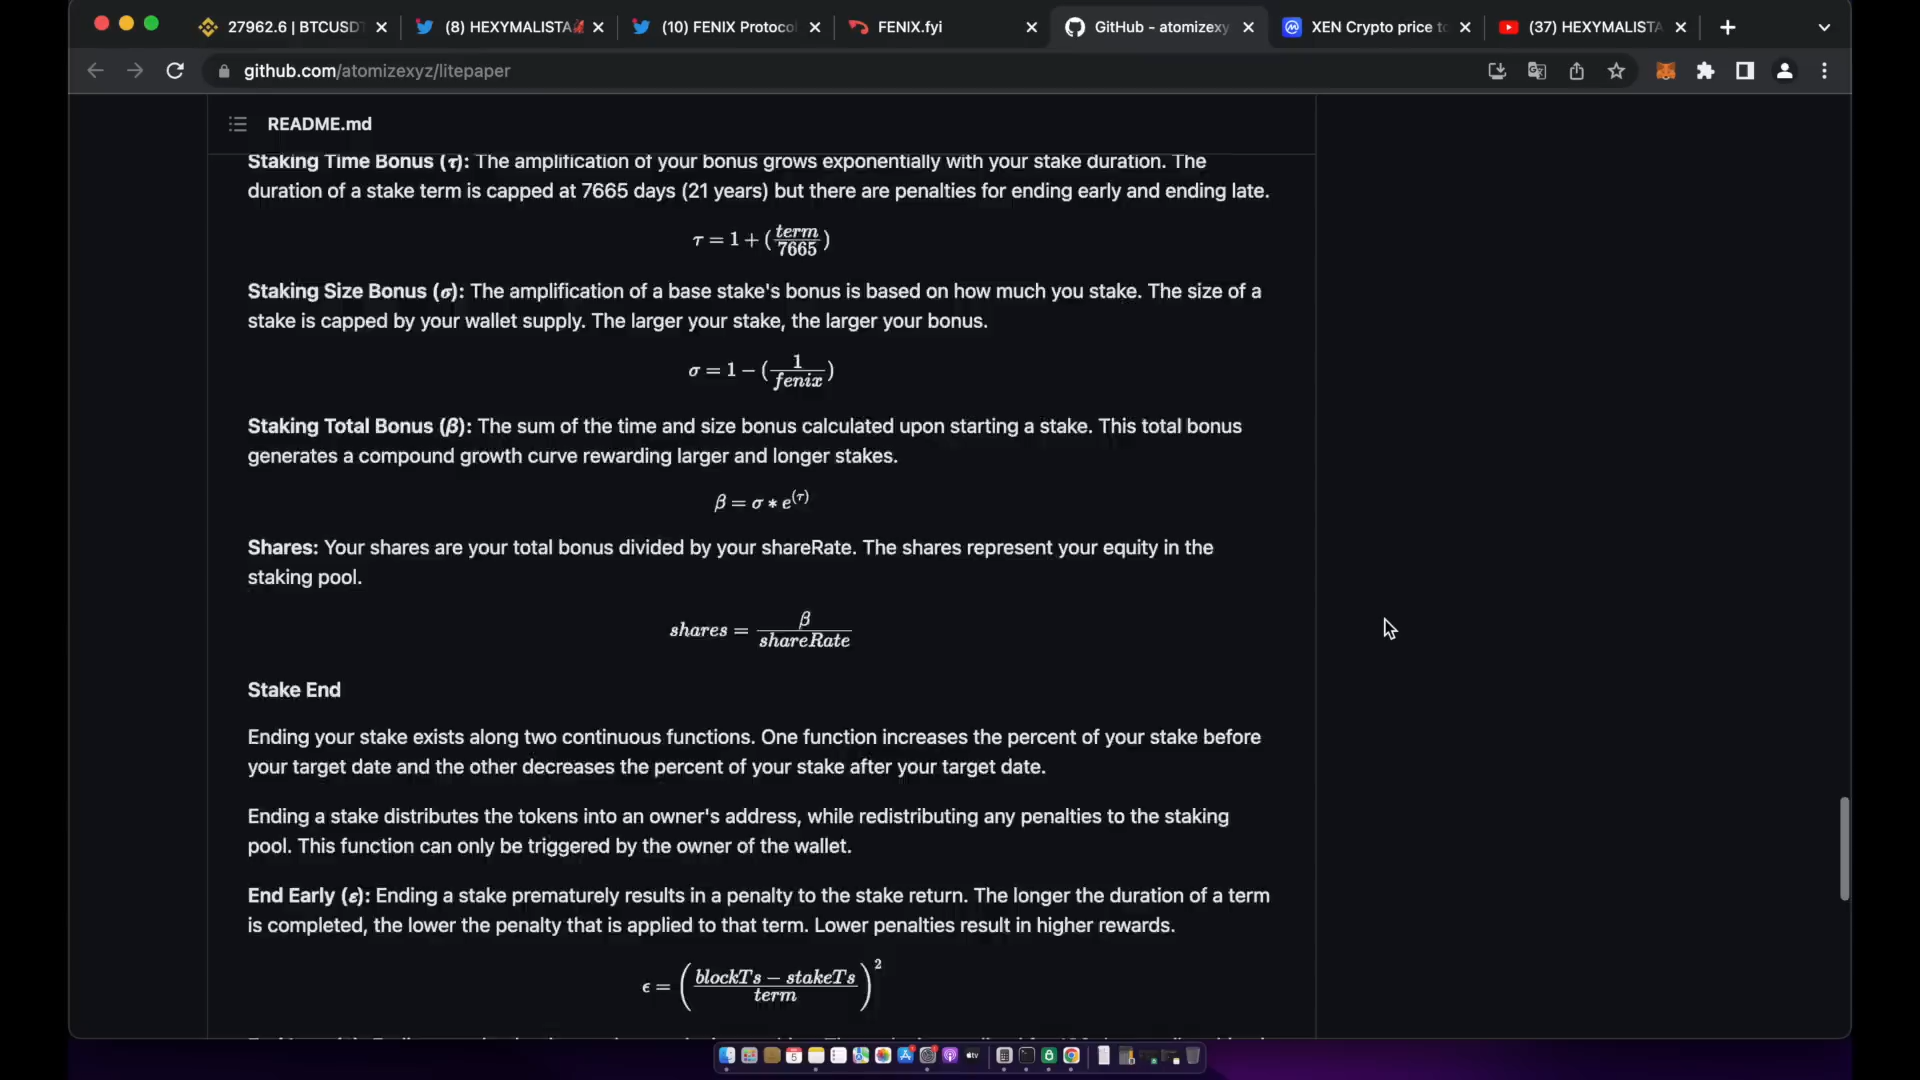 27962.6 | BTCUSD
(8) HEXYMALISTA
(10) FENIX Protoco
FENIX.fyi
GitHub - atomizexy
XEN Crypto price to
(37) HEXYMALISTA
github.com/atomizexyz/litepaper
README.md
Staking Time Bonus (τ): The amplification of your bonus grows exponentially with your stake duration. The
duration of a stake term is capped at 7665 days (21 years) but there are penalties for ending early and ending late.
τ = 1 + (term/7665)
Staking Size Bonus (σ): The amplification of a base stake's bonus is based on how much you stake. The size of a
stake is capped by your wallet supply. The larger your stake, the larger your bonus.
σ = 1 − (1/fenix)
Staking Total Bonus (β): The sum of the time and size bonus calculated upon starting a stake. This total bonus
generates a compound growth curve rewarding larger and longer stakes.
β = σ * e^(τ)
Shares: Your shares are your total bonus divided by your shareRate. The shares represent your equity in the
staking pool.
shares = β/shareRate
Stake End
Ending your stake exists along two continuous functions. One function increases the percent of your stake before
your target date and the other decreases the percent of your stake after your target date.
Ending a stake distributes the tokens into an owner's address, while redistributing any penalties to the staking
pool. This function can only be triggered by the owner of the wallet.
End Early (ε): Ending a stake prematurely results in a penalty to the stake return. The longer the duration of a term
is completed, the lower the penalty that is applied to that term. Lower penalties result in higher rewards.
ϵ = (blockTs − stakeTs/term)²